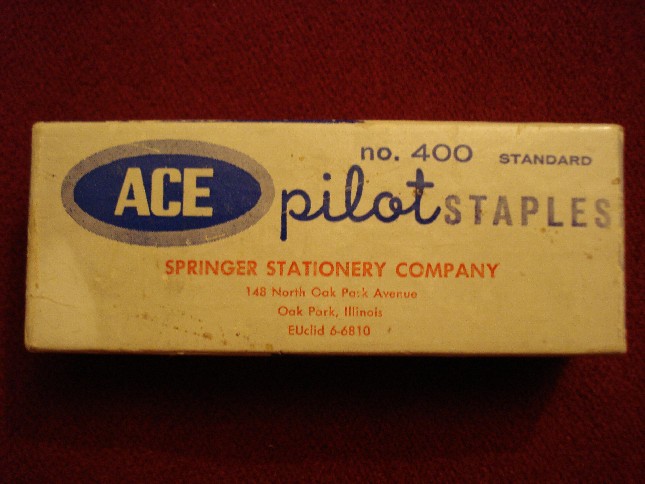 no. 400 STANDARD
ACE pilot STAPLES
SPRINGER STATIONERY COMPANY
148 North Oak Park Avenue
Oak Park, Illinois
EUclid 6-6810